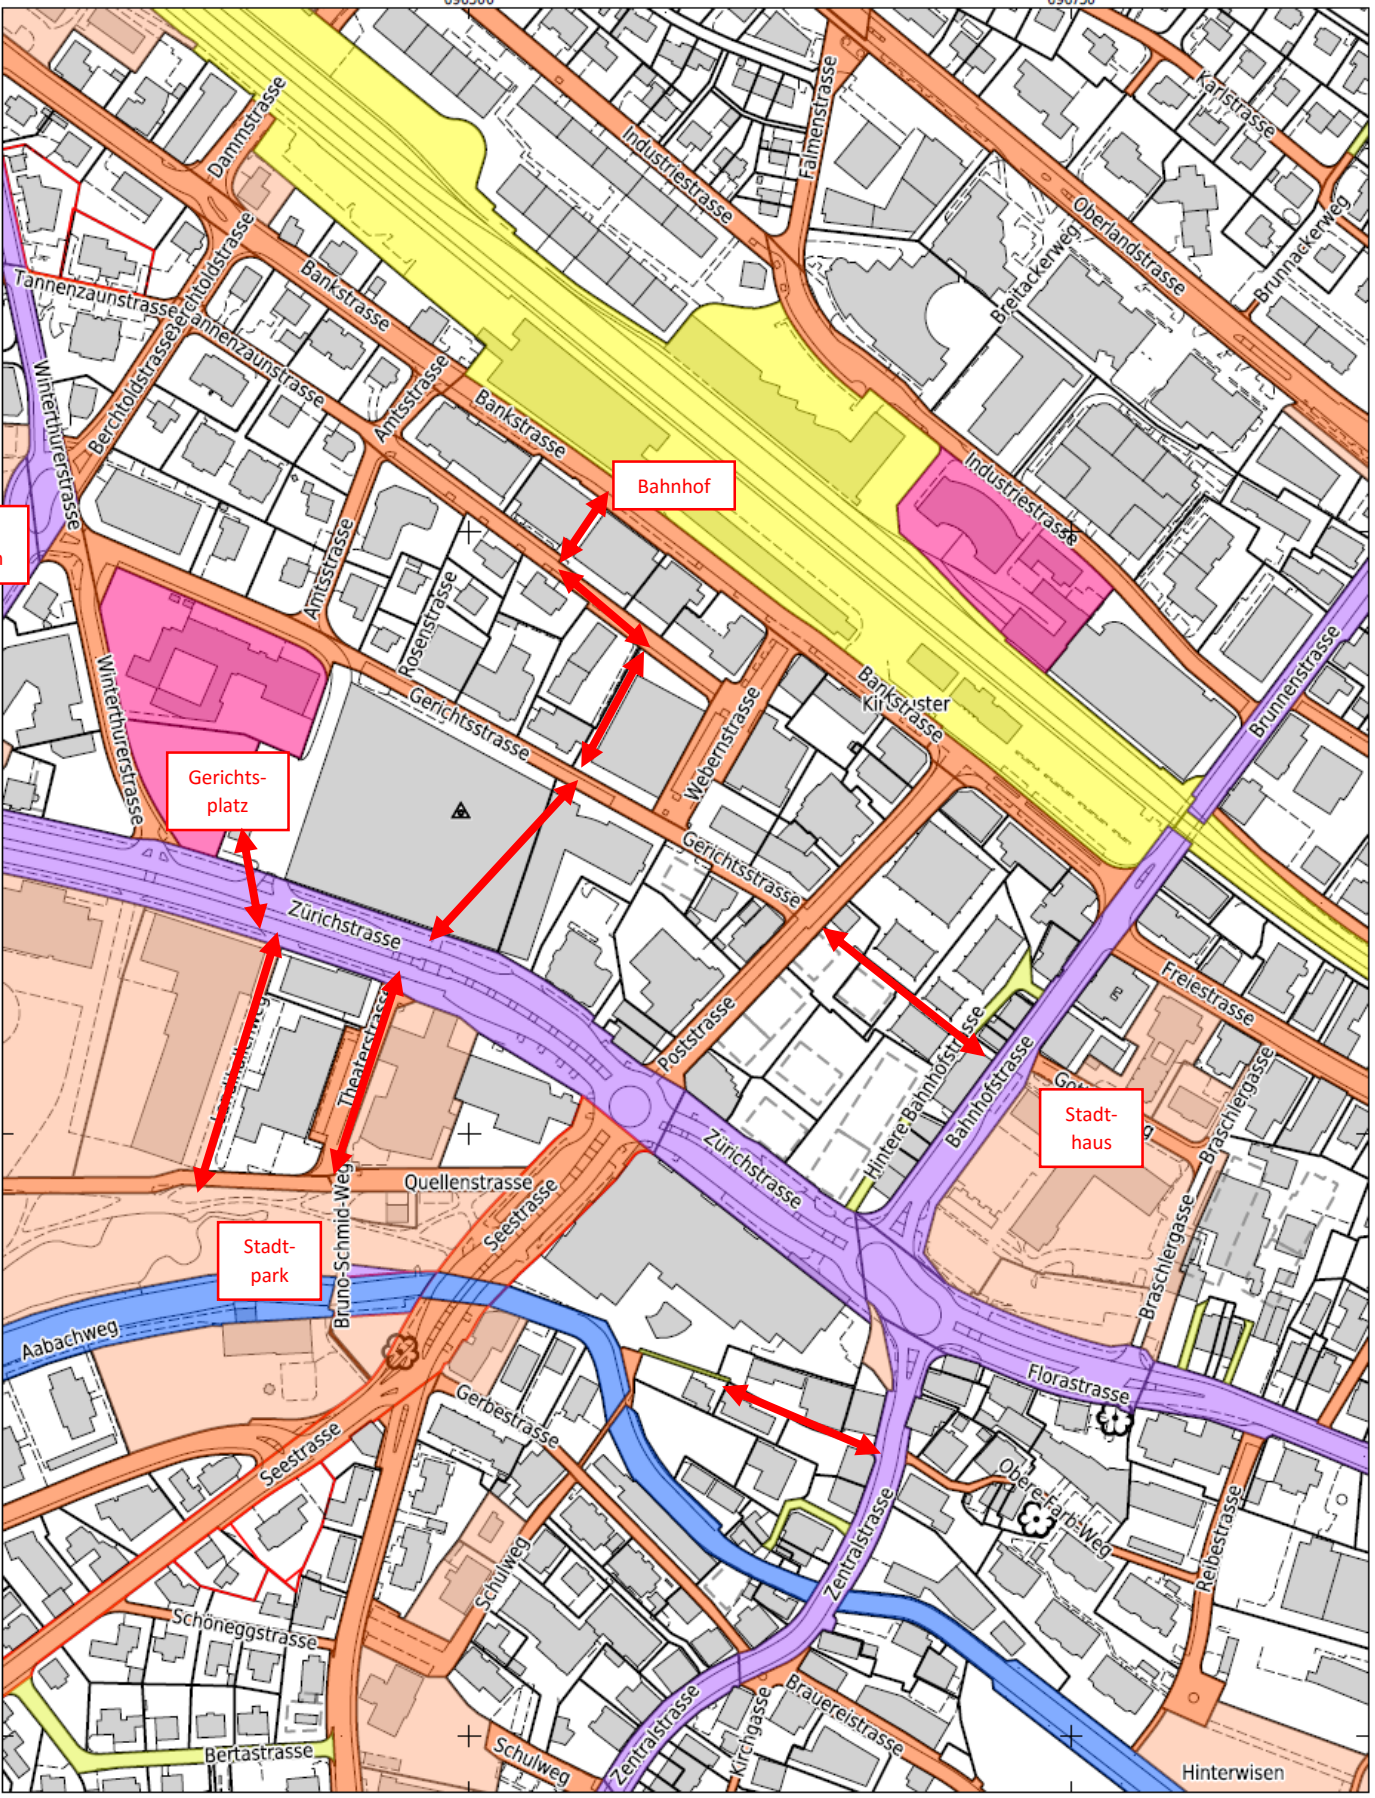 Karlstrasse
Falmenstrasse
Dammstrasse
Industriestrasse
Oberlandstrasse
Brunnackerweg
Breitackerweg
Berchtoldstrasse
Bankstrasse
Tannenzaunstrasse
Tannenzaunstrasse
Berchtoldstrasse
Winterthurerstrasse
Amtsstrasse
Bankstrasse
Bahnhof
Industriestrasse
Amtsstrasse
Rosenstrasse
Brunnenstrasse
Winterthurerstrasse
Gerichtsstrasse
Webernstrasse
Bankstrasse
Gerichts-
platz
Gerichtsstrasse
Zürichstrasse
Freiestrasse
Theaterstrasse
Poststrasse
Hintere Bahnhofstrasse
Bahnhofstrasse
Stadt-
haus
Braschlergasse
Zürichstrasse
Quellenstrasse
Seestrasse
Bruno-Schmid-Weg
Stadt-
park
Braschlergasse
Aabachweg
Florastrasse
Gerbestrasse
Seestrasse
Obere-Farb-Weg
Reibestrasse
Zentralstrasse
Schulweg
Schöneggstrasse
Bertastrasse
Schulweg
Zentralstrasse
Kirchgasse
Brauereistrasse
Hinterwisen